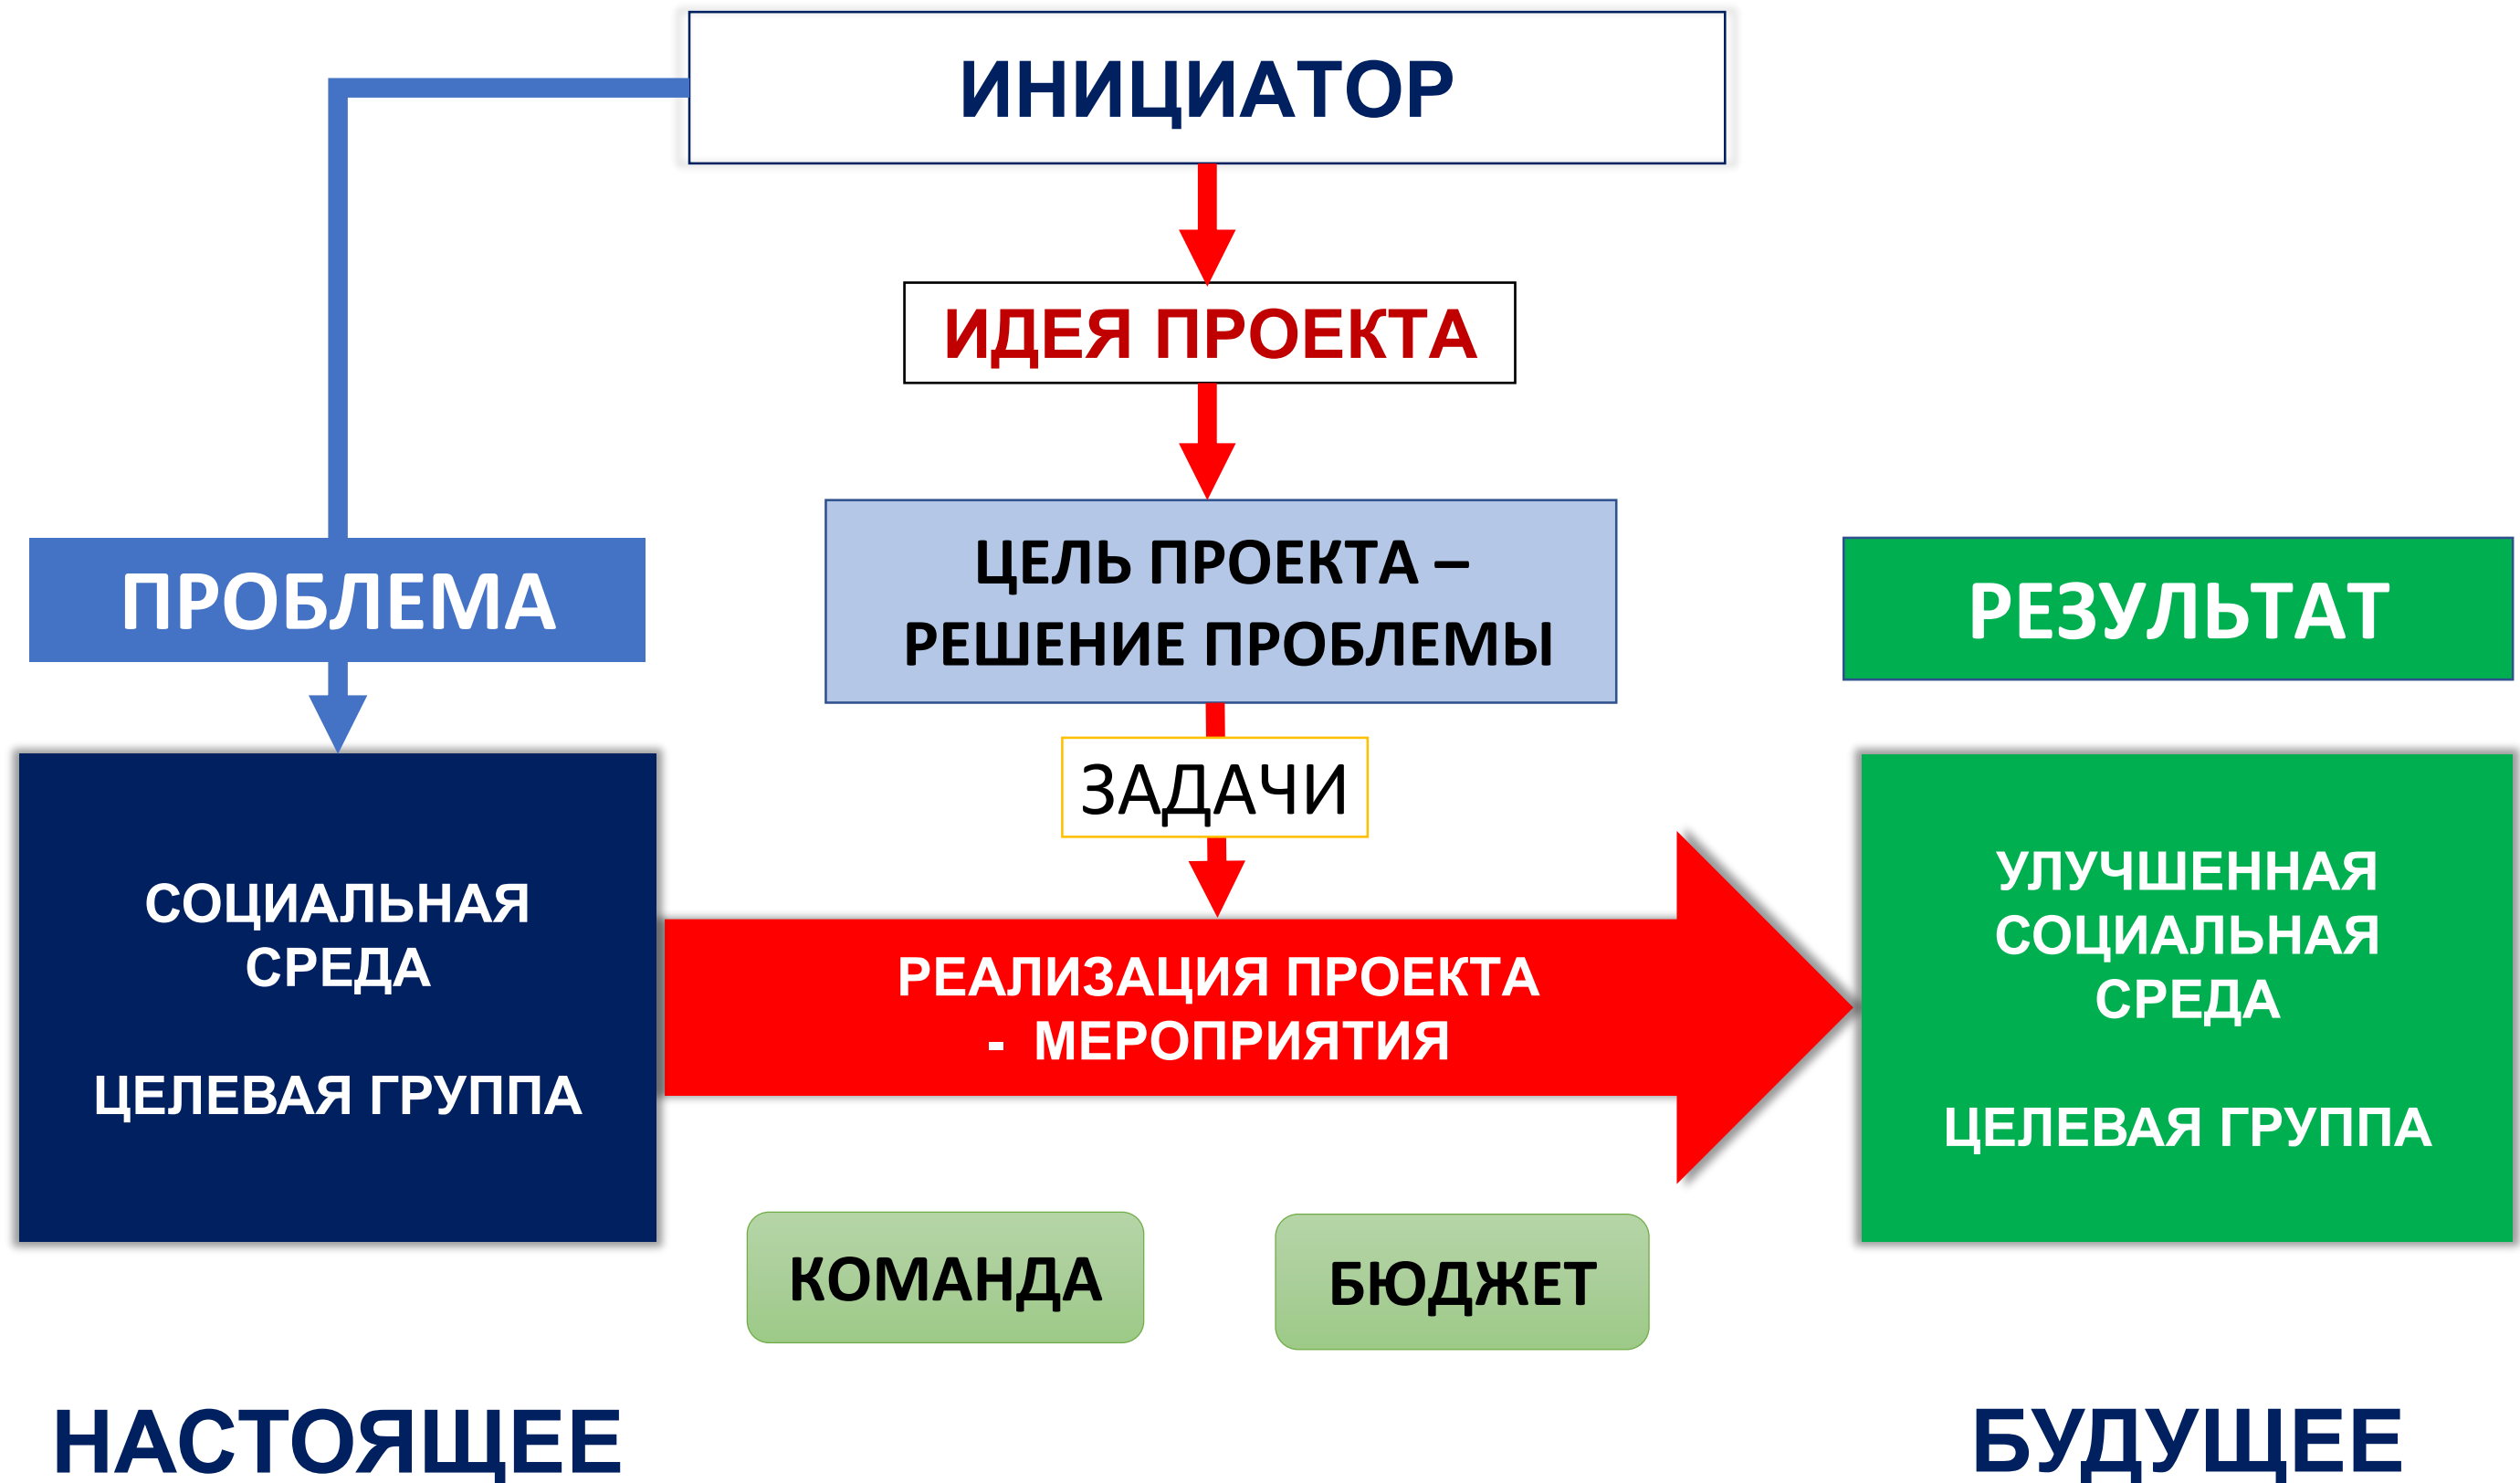 ИНИЦИАТОР
ИДЕЯ ПРОЕКТА
ЦЕЛЬ ПРОЕКТА –
РЕШЕНИЕ ПРОБЛЕМЫ
ПРОБЛЕМА
РЕЗУЛЬТАТ
ЗАДАЧИ
СОЦИАЛЬНАЯ
СРЕДА
ЦЕЛЕВАЯ ГРУППА
РЕАЛИЗАЦИЯ ПРОЕКТА
- МЕРОПРИЯТИЯ
УЛУЧШЕННАЯ
СОЦИАЛЬНАЯ
СРЕДА
ЦЕЛЕВАЯ ГРУППА
КОМАНДА
БЮДЖЕТ
НАСТОЯЩЕЕ
БУДУЩЕЕ